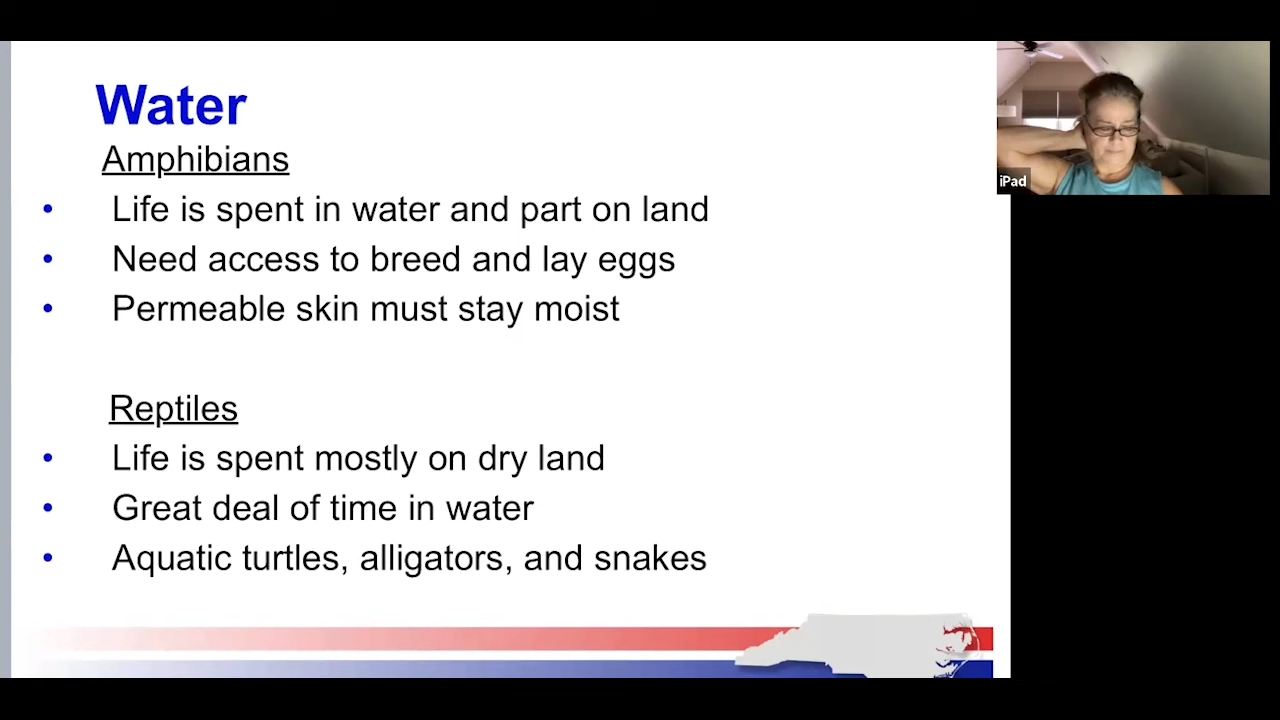 Water
Amphibians
• Life is spent in water and part on land
• Need access to breed and lay eggs
• Permeable skin must stay moist
Reptiles
• Life is spent mostly on dry land
• Great deal of time in water
• Aquatic turtles, alligators, and snakes
iPad